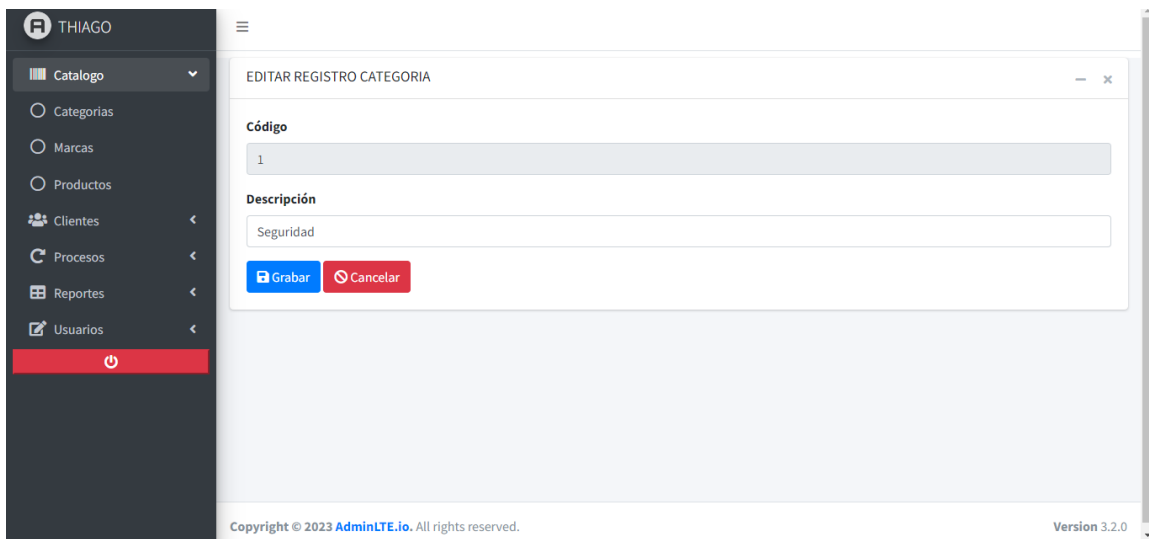 THIAGO
Catalogo
Categorias
Marcas
Productos
Clientes
Procesos
Reportes
Usuarios
EDITAR REGISTRO CATEGORIA
Código
1
Descripción
Seguridad
Grabar Cancelar
Copyright © 2023 AdminLTE.io. All rights reserved. Version 3.2.0